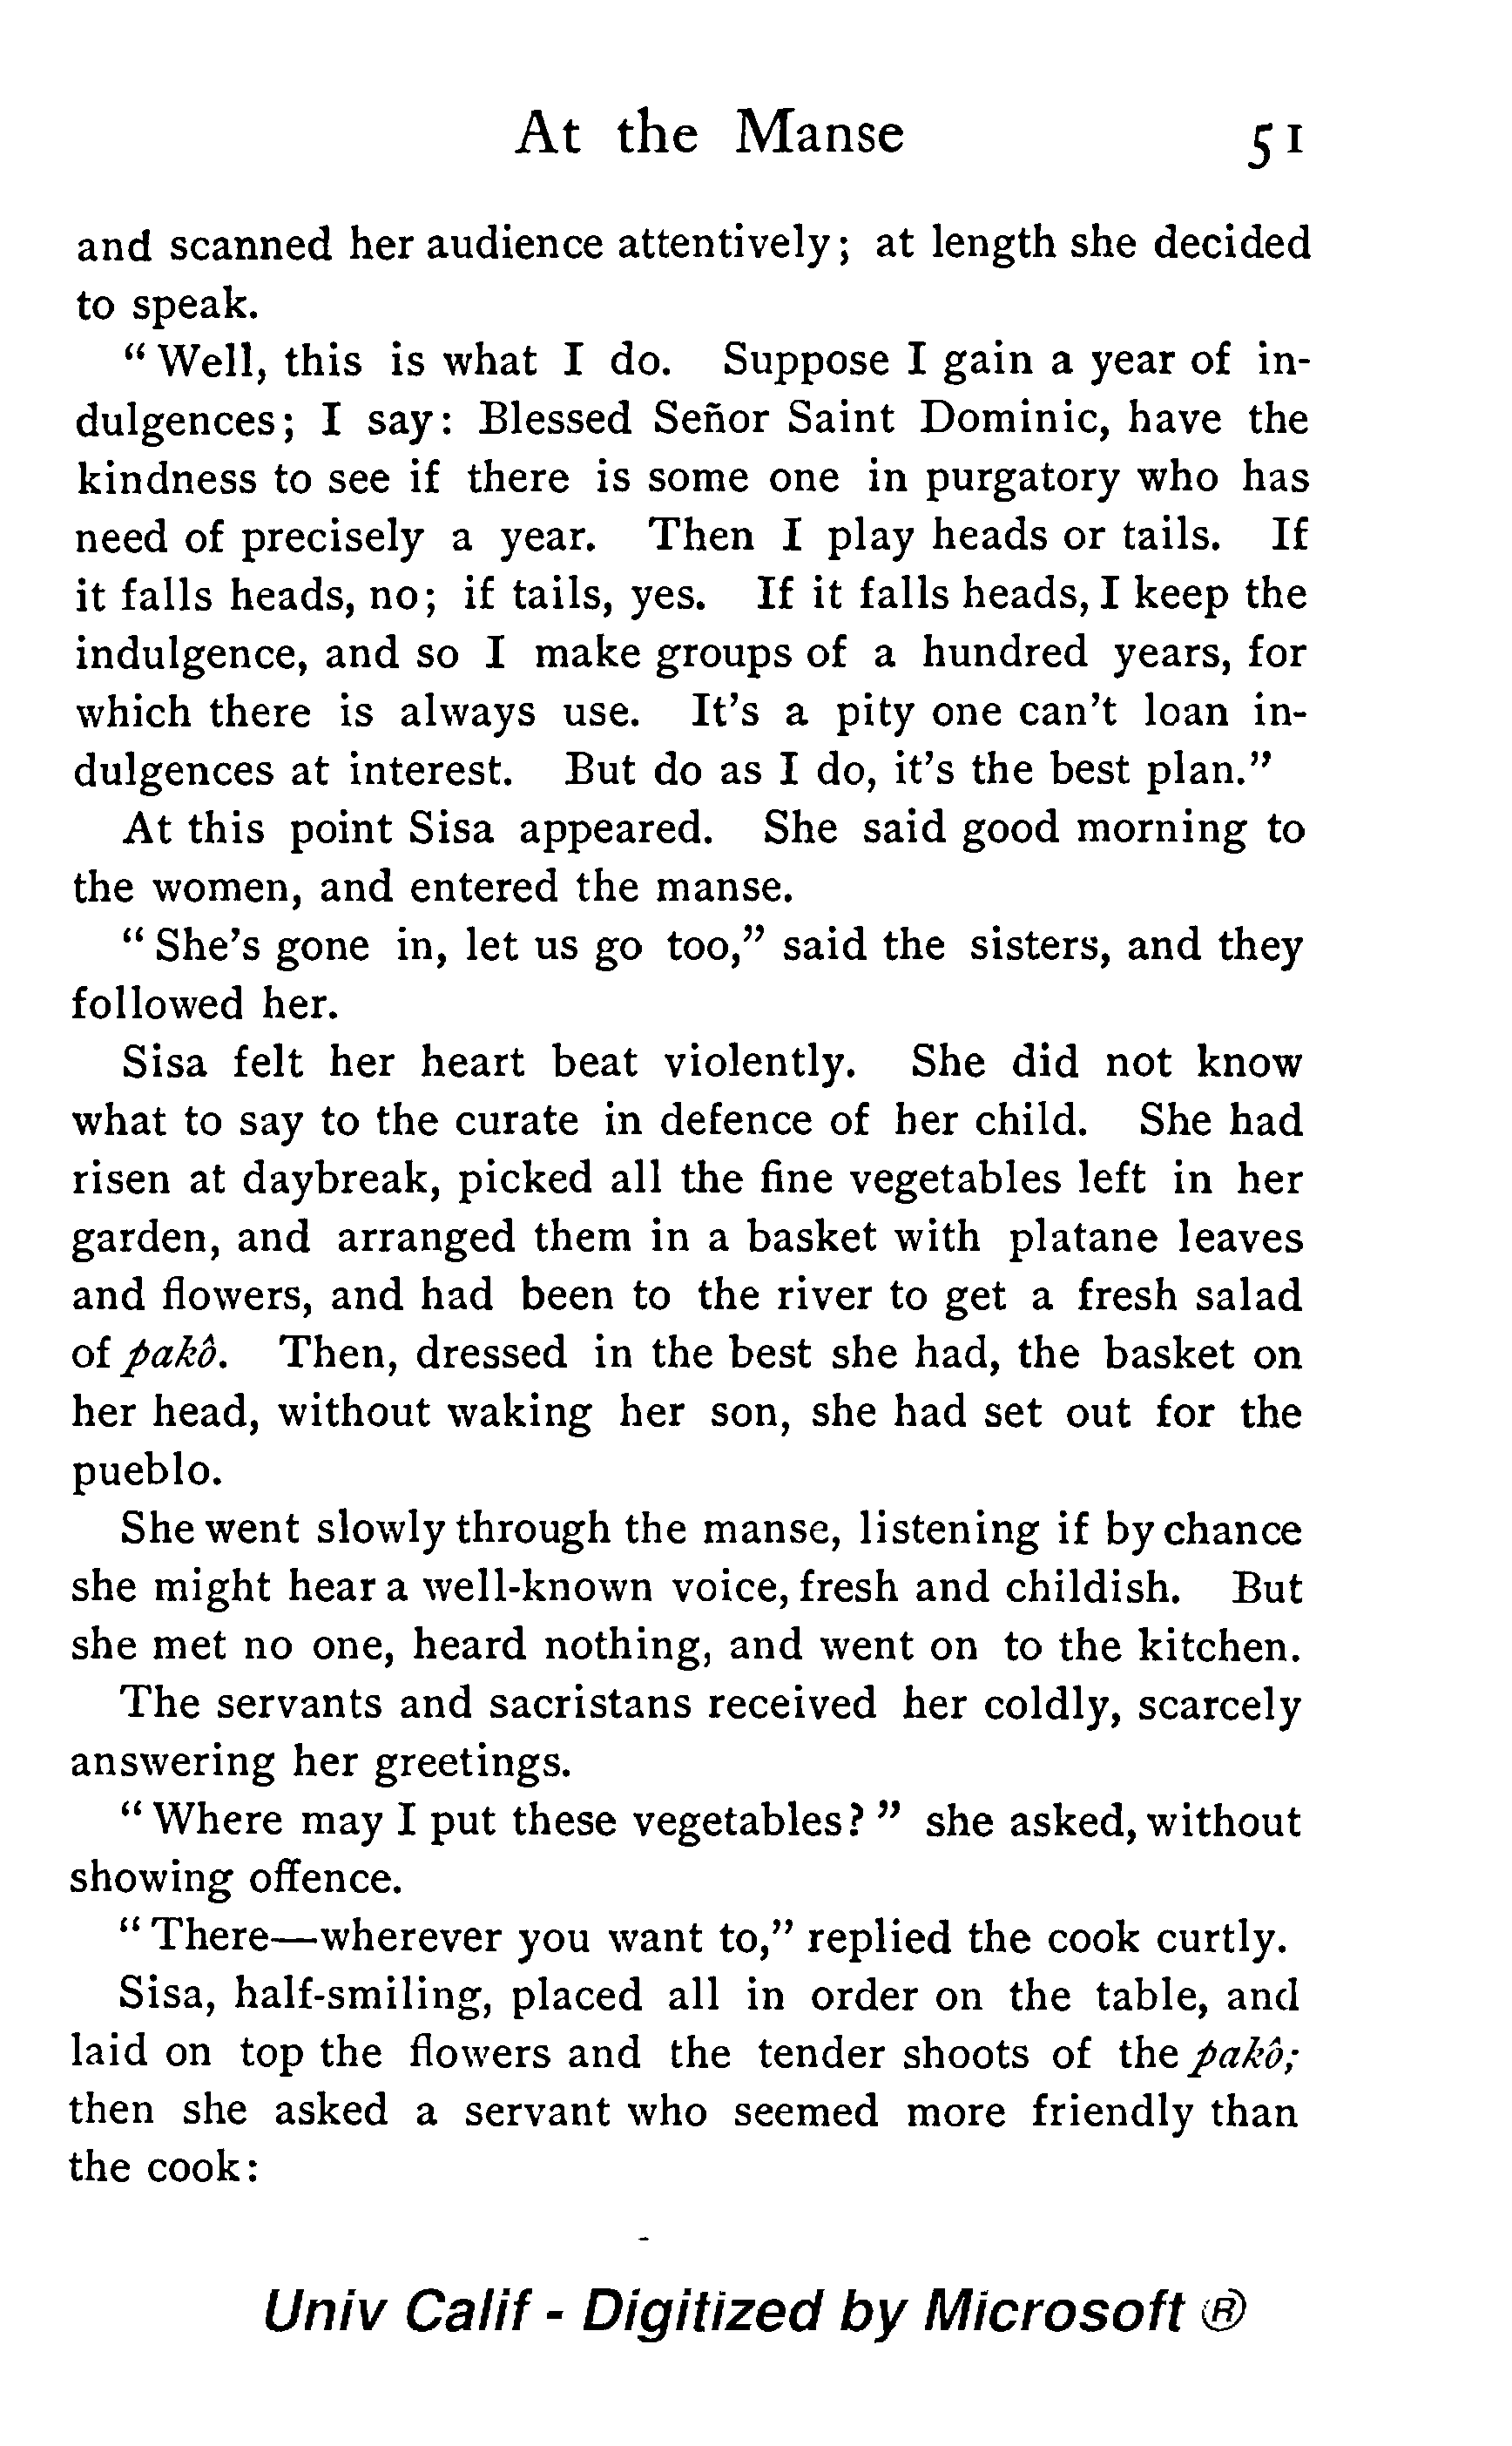 At the Manse 51
and scanned her audience attentively; at length she decided
to speak.
"Well, this is what I do. Suppose I gain a year of in-
dulgences; I say: Blessed Señor Saint Dominic, have the
kindness to see if there is some one in purgatory who has
need of precisely a year. Then I play heads or tails. If
it falls heads, no; if tails, yes. If it falls heads, I keep the
indulgence, and so I make groups of a hundred years, for
which there is always use. It's a pity one can't loan in-
dulgences at interest. But do as I do, it's the best plan."
At this point Sisa appeared. She said good morning to
the women, and entered the manse.
"She's gone in, let us go too," said the sisters, and they
followed her.
Sisa felt her heart beat violently. She did not know
what to say to the curate in defence of her child. She had
risen at daybreak, picked all the fine vegetables left in her
garden, and arranged them in a basket with platane leaves
and flowers, and had been to the river to get a fresh salad
of pakô. Then, dressed in the best she had, the basket on
her head, without waking her son, she had set out for the
pueblo.
She went slowly through the manse, listening if by chance
she might hear a well-known voice, fresh and childish. But
she met no one, heard nothing, and went on to the kitchen.
The servants and sacristans received her coldly, scarcely
answering her greetings.
"Where may I put these vegetables?" she asked, without
showing offence.
"There—wherever you want to," replied the cook curtly.
Sisa, half-smiling, placed all in order on the table, and
laid on top the flowers and the tender shoots of the pakô;
then she asked a servant who seemed more friendly than
the cook:
Univ Calif - Digitized by Microsoft ®